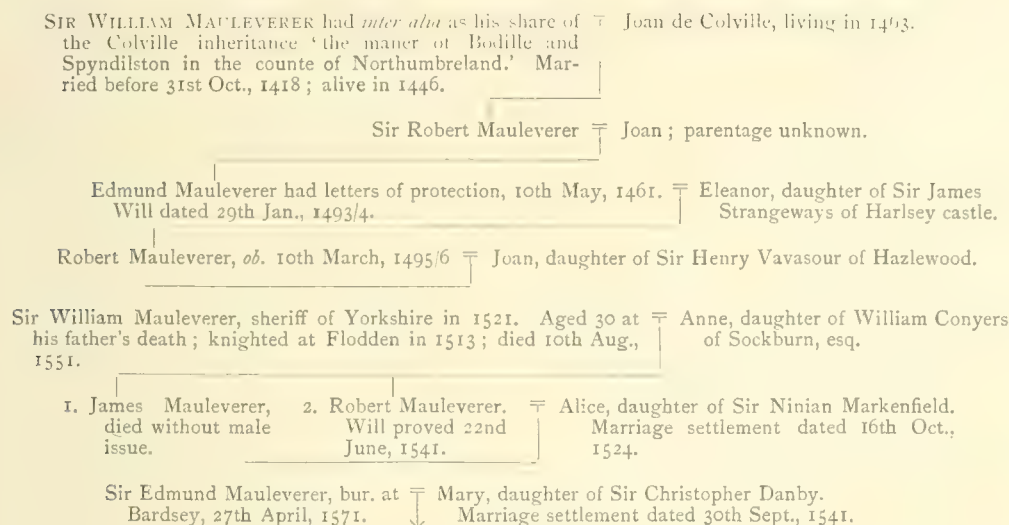 SIR WILLIAM MAULEVERER had inter alia as his share of ╤ Joan de Colville, living in 1463.
the Colville inheritance ‘ the maner of Bodille and
Spyndilston in the counte of Northumbreland.’ Mar-
ried before 31st Oct., 1418 ; alive in 1446.
Sir Robert Mauleverer ╤ Joan ; parentage unknown.
Edmund Mauleverer had letters of protection, 10th May, 1461. ╤ Eleanor, daughter of Sir James
Will dated 29th Jan., 1493/4. Strangeways of Harlsey castle.
Robert Mauleverer, ob. 10th March, 1495/6 ╤ Joan, daughter of Sir Henry Vavasour of Hazlewood.
Sir William Mauleverer, sheriff of Yorkshire in 1521. Aged 30 at ╤ Anne, daughter of William Conyers
his father's death ; knighted at Flodden in 1513 ; died 10th Aug., of Sockburn, esq.
1551.
1. James Mauleverer, 2. Robert Mauleverer. ╤ Alice, daughter of Sir Ninian Markenfield.
died without male Will proved 22nd Marriage settlement dated 16th Oct.,
issue. June, 1541. 1524.
Sir Edmund Mauleverer, bur. at ╤ Mary, daughter of Sir Christopher Danby.
Bardsey, 27th April, 1571. Marriage settlement dated 30th Sept., 1541.